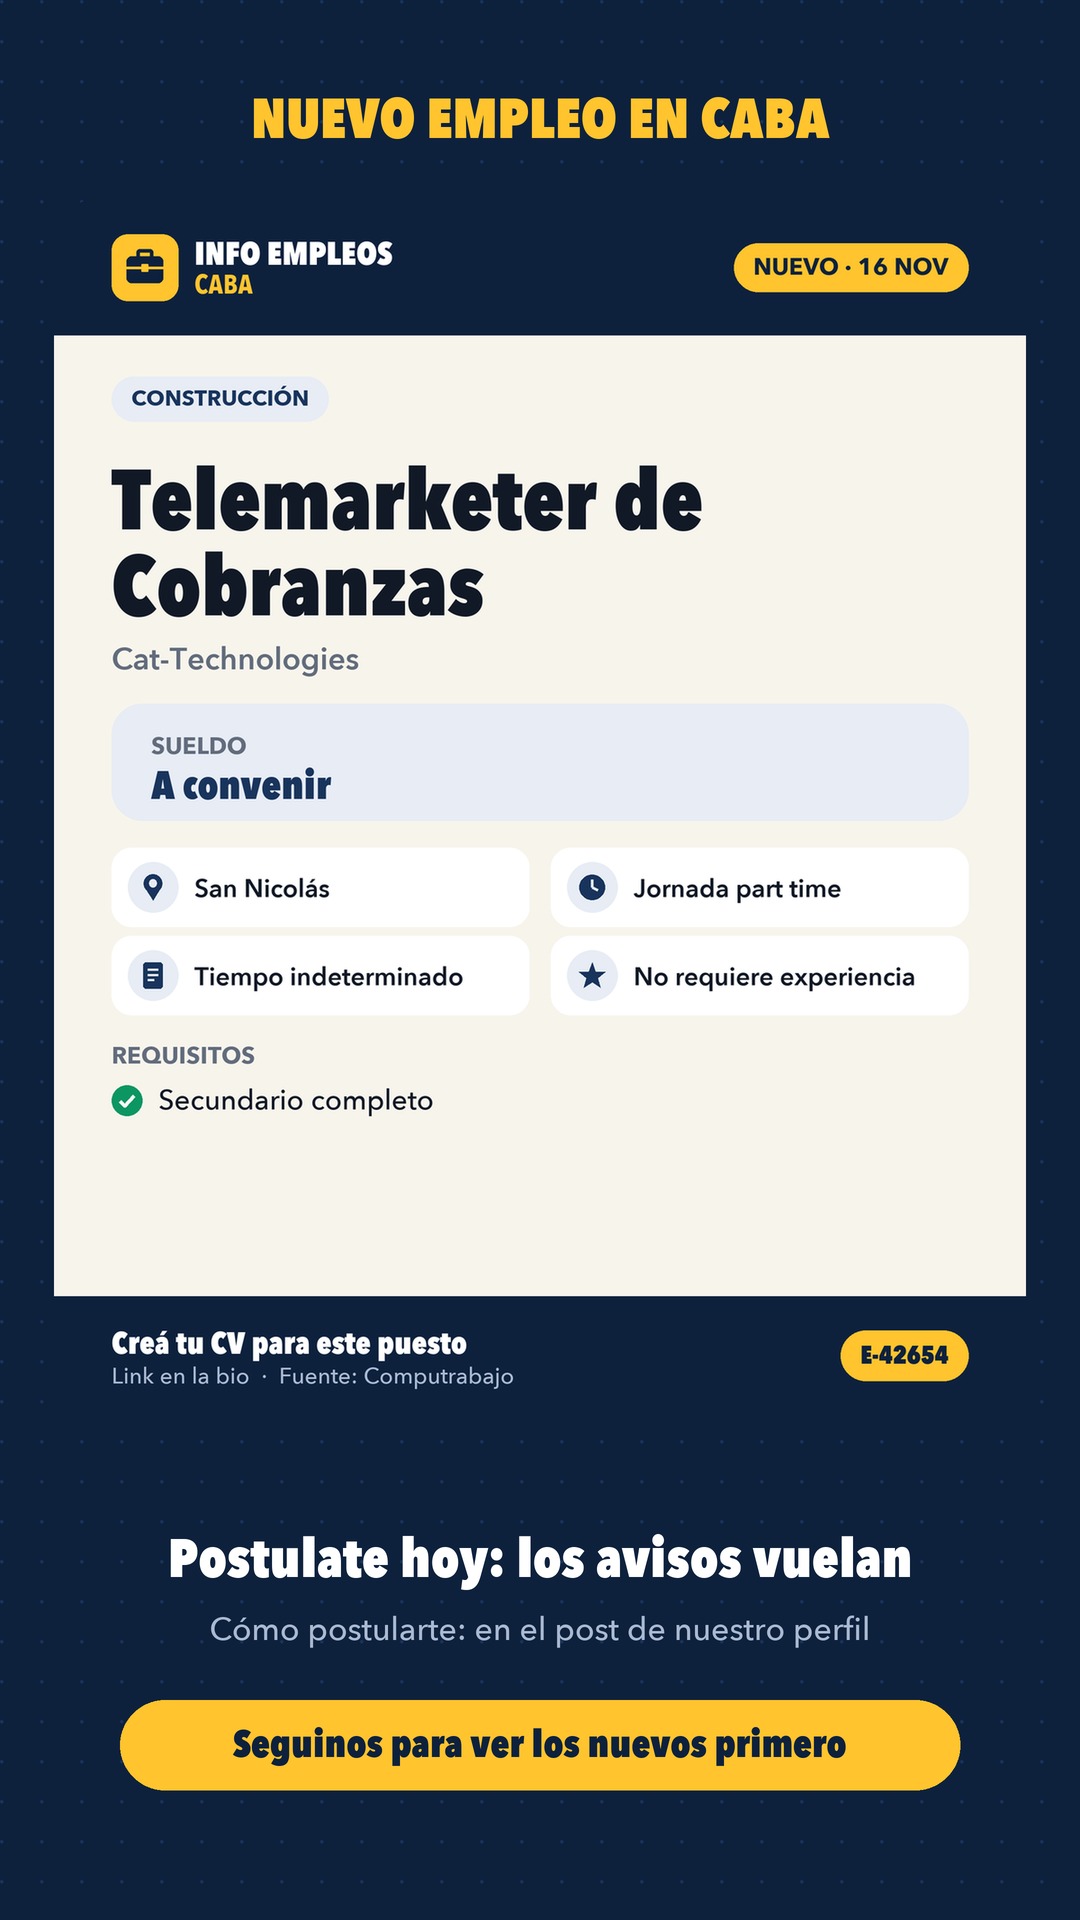 NUEVO EMPLEO EN CABA
INFO EMPLEOS
CABA
NUEVO · 16 NOV
CONSTRUCCIÓN
Telemarketer de
Cobranzas
Cat-Technologies
SUELDO
A convenir
San Nicolás
Jornada part time
Tiempo indeterminado
No requiere experiencia
REQUISITOS
Secundario completo
Creá tu CV para este puesto
Link en la bio · Fuente: Computrabajo
E-42654
Postulate hoy: los avisos vuelan
Cómo postularte: en el post de nuestro perfil
Seguinos para ver los nuevos primero